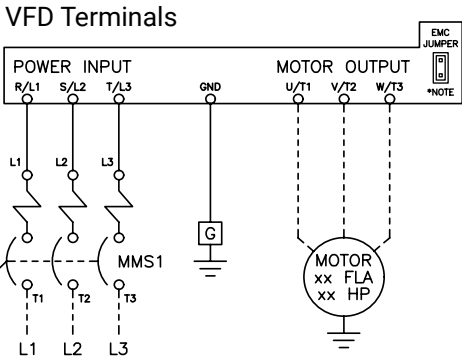 VFD Terminals
EMC
JUMPER
*NOTE
POWER INPUT
MOTOR OUTPUT
R/L1 S/L2 T/L3 GND U/T1 V/T2 W/T3
L1 L2 L3
G
MMS1
MOTOR
xx FLA
xx HP
T1 T2 T3
L1 L2 L3